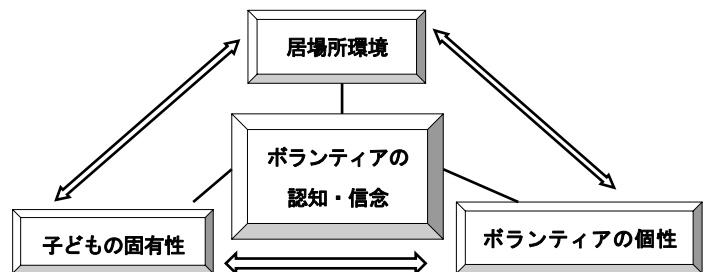 居場所環境
ボランティアの
認知・信念
子どもの固有性
ボランティアの個性